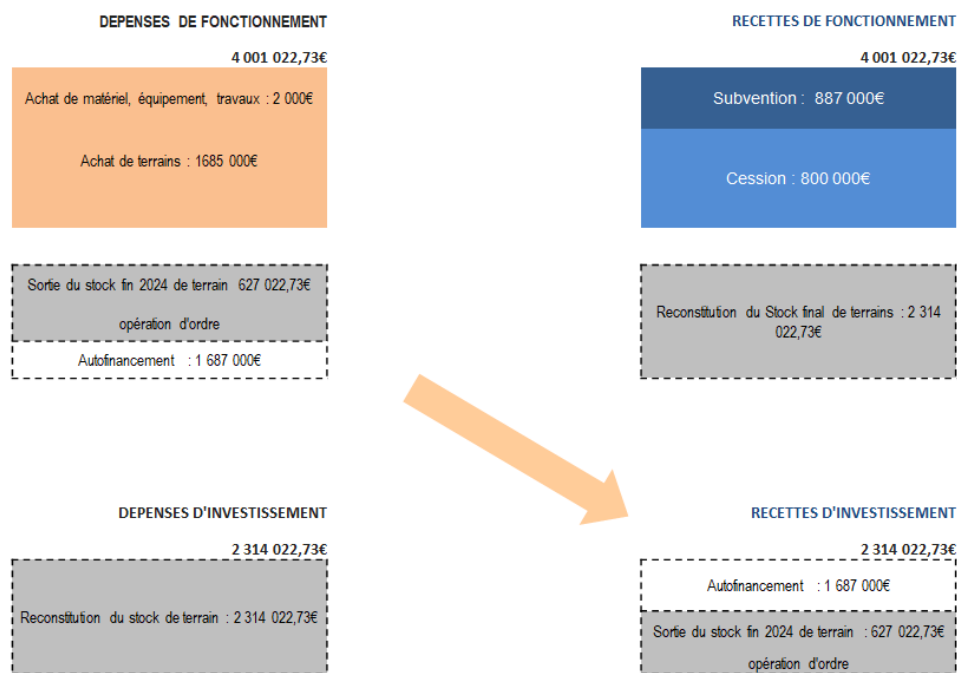 DEPENSES DE FONCTIONNEMENT
4 001 022,73€
Achat de matériel, équipement, travaux : 2 000€
Achat de terrains : 1685 000€
Sortie du stock fin 2024 de terrain 627 022,73€
opération d'ordre
Autofinancement : 1 687 000€
RECETTES DE FONCTIONNEMENT
4 001 022,73€
Subvention : 887 000€
Cession : 800 000€
Reconstitution du Stock final de terrains : 2 314
022,73€
DEPENSES D'INVESTISSEMENT
2 314 022,73€
Reconstitution du stock de terrain : 2 314 022,73€
RECETTES D'INVESTISSEMENT
2 314 022,73€
Autofinancement : 1 687 000€
Sortie du stock fin 2024 de terrain : 627 022,73€
opération d'ordre